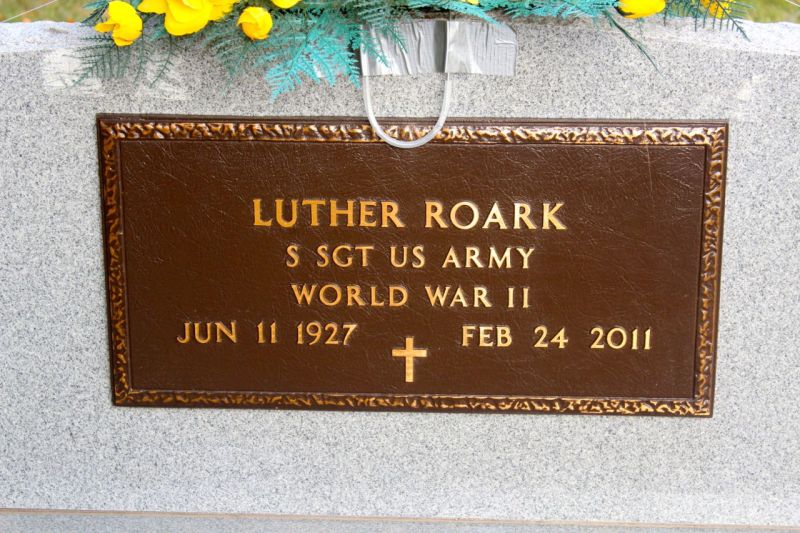 LUTHER ROARK
S SGT US ARMY
WORLD WAR II
JUN 11 1927 FEB 24 2011